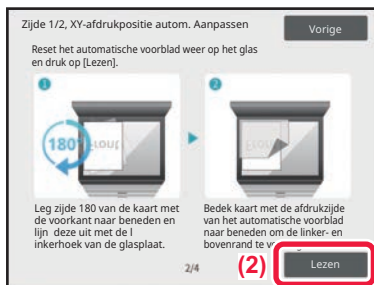 Zijde 1/2, XY-afdrukpositie autom. Aanpassen
Vorige
Reset het automatische voorblad weer op het glas
en druk op [Lezen].
1
2
180°
Front
Leg zijde 180 van de kaart met
de voorkant naar beneden en
lijn deze uit met de l
inkerhoek van de glasplaat.
Bedek kaart met de afdrukzijde
van het automatische voorblad
naar beneden om de linker- en
bovenrand te
2/4
(2)
Lezen